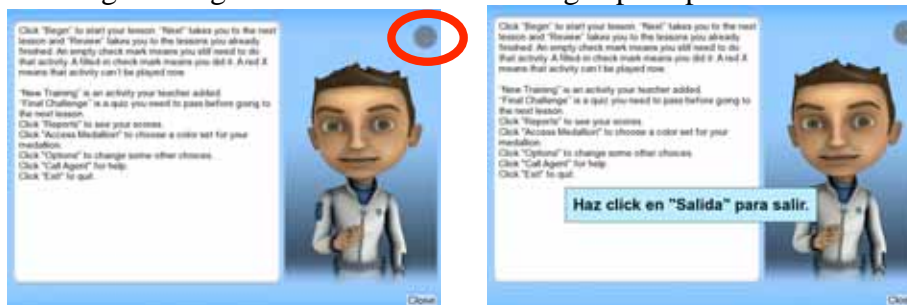 Click "Begin" to start your lesson. "Next" takes you to the next
lesson and "Review" takes you to the lessons you already
finished. An empty check mark means you still need to do
that activity. A filled in check mark means you did it. A red X
means that activity can't be played now.
"New Training" is an activity your teacher added.
"Final Challenge" is a quiz you need to pass before going to
the next lesson.
Click "Reports" to see your scores.
Click "Access Medallion" to choose a color set for your
medallion.
Click "Options" to change some other choices.
Click "Call Agent" for help.
Click "Exit" to quit.
Close
Click "Begin" to start your lesson. "Next" takes you to the next
lesson and "Review" takes you to the lessons you already
finished. An empty check mark means you still need to do
that activity. A filled in check mark means you did it. A red X
means that activity can't be played now.
"New Training" is an activity your teacher added.
"Final Challenge" is a quiz you need to pass before going to
the next lesson.
Click "Reports" to see your scores.
Click "Access Medallion" to choose a color set for your
medallion.
Click "Options" to change some other choices.
Click "Call Agent" for help.
Click "Exit" to quit.
Haz click en "Salida" para salir.
Close